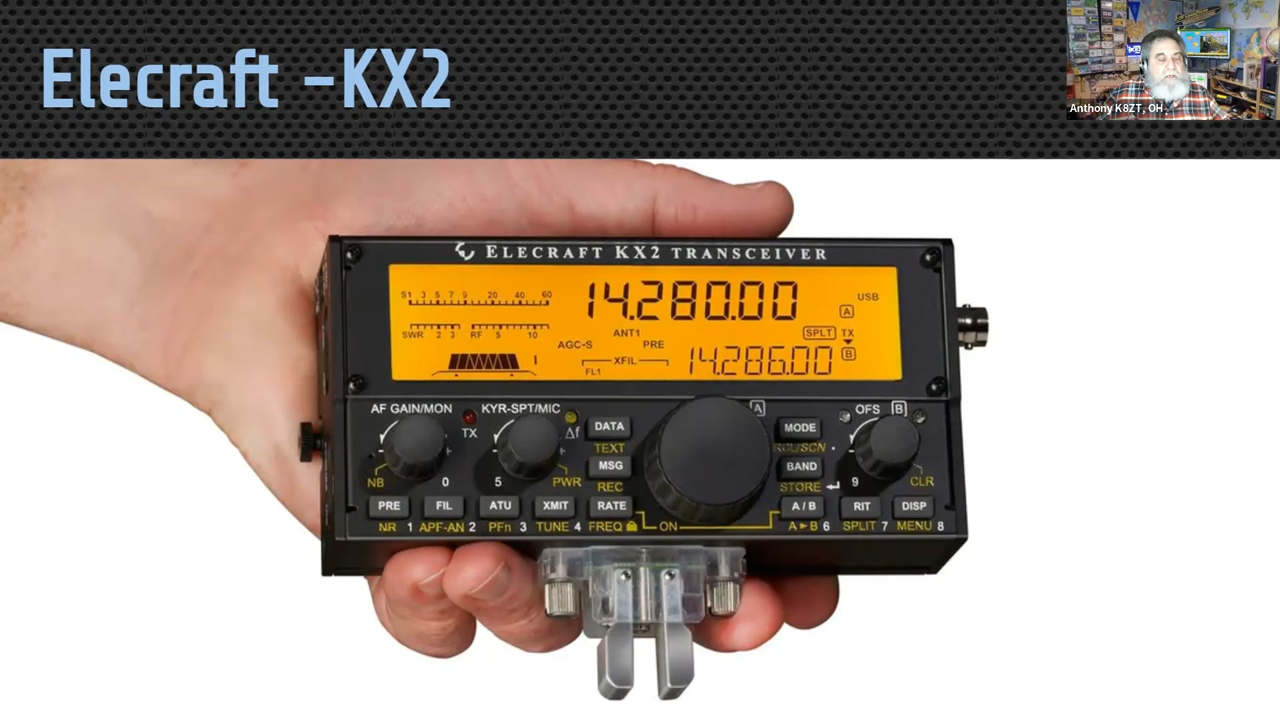 Elecraft -KX2
Anthony K8ZT, OH
ELECRAFT KX2 TRANSCEIVER
S1 3 5 7 9 20 40 60
14.280.00
USB
A
SWR 2 3 RF 5 10
ANT1
SPLT TX
AGC-S PRE
14.286.00 B
XFIL
FL1
1
AF GAIN/MON
TX
KYR-SPT/MIC
Δf
DATA
TEXT
A
MODE
OFS B
MSG
REC
BAND
STORE
NB 0 5 PWR 9 CLR
PRE FIL ATU XMIT RATE A / B RIT DISP
NR 1 APF-AN 2 PFn 3 TUNE 4 FREQ ON A▸B 6 SPLIT 7 MENU 8